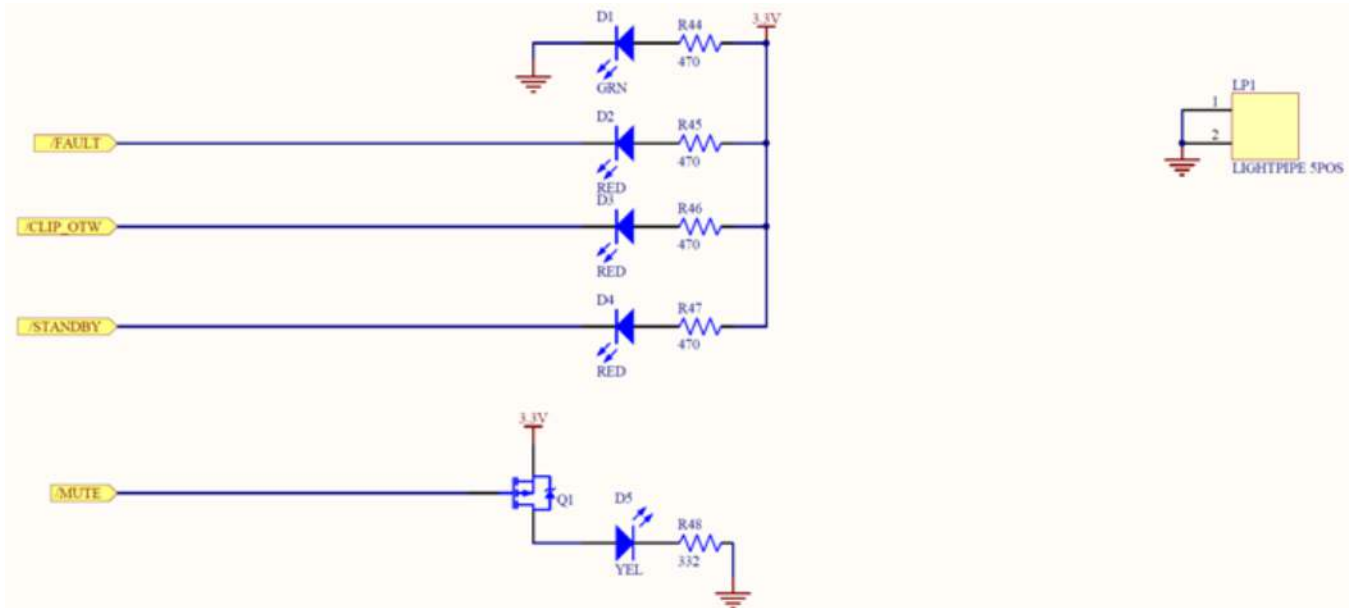 D1
R44
3.3V
470
GRN
LP1
1
2
LIGHTPIPE 5POS
/FAULT
D2
R45
470
RED
/CLIP_OTW
D3
R46
470
RED
/STANDBY
D4
R47
470
RED
3.3V
/MUTE
Q1
D5
R48
332
YEL